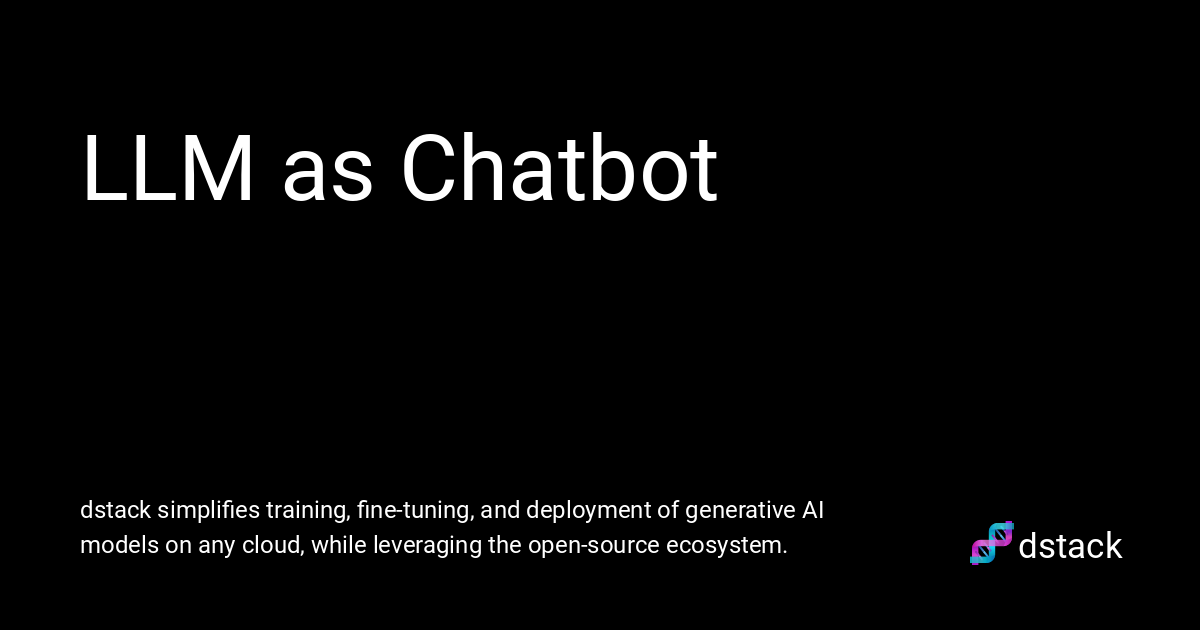 LLM as Chatbot
dstack simplifies training, fine-tuning, and deployment of generative AI
models on any cloud, while leveraging the open-source ecosystem.
dstack